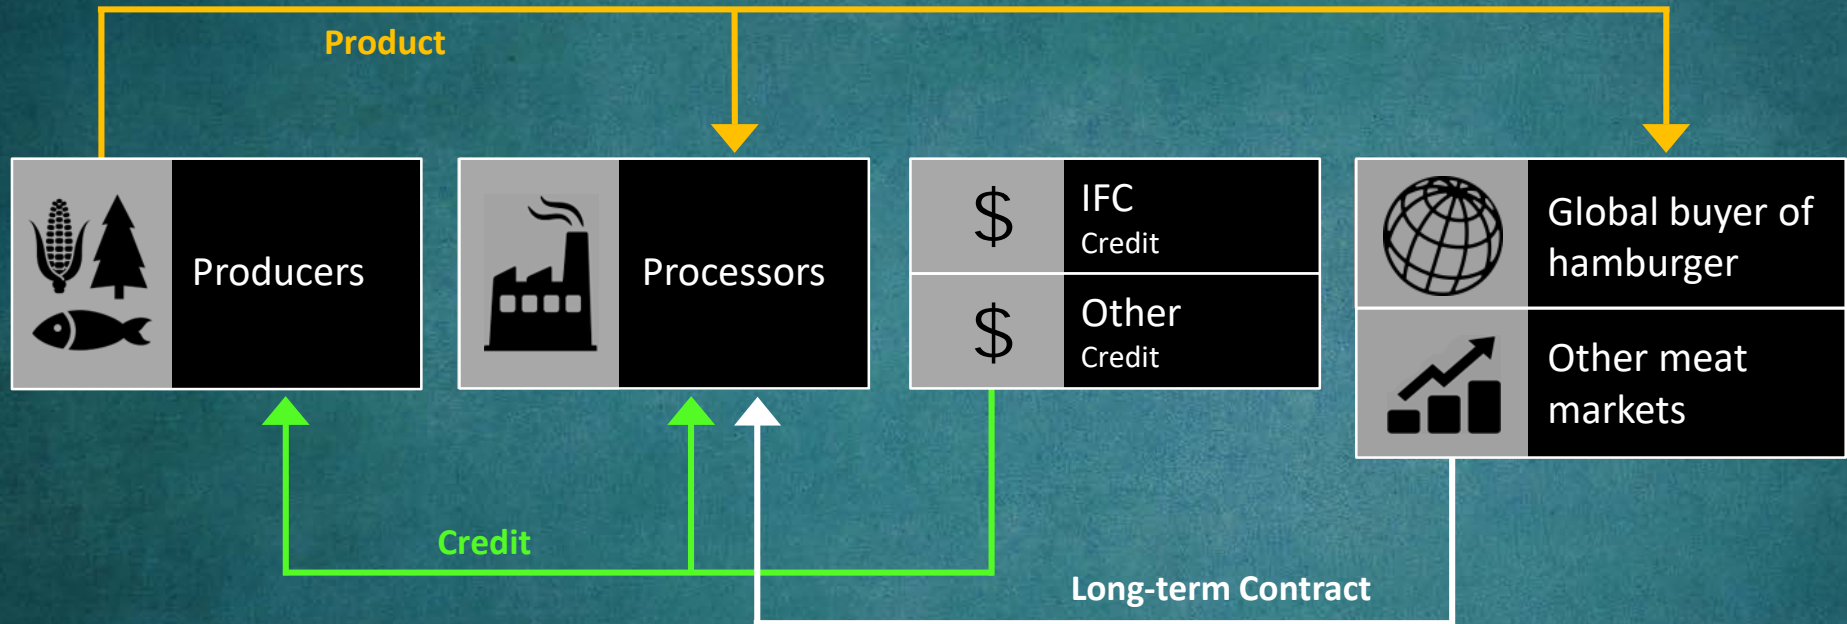 Product
Producers
Processors
$
IFC
Credit
$
Other
Credit
Global buyer of
hamburger
Other meat
markets
Credit
Long-term Contract